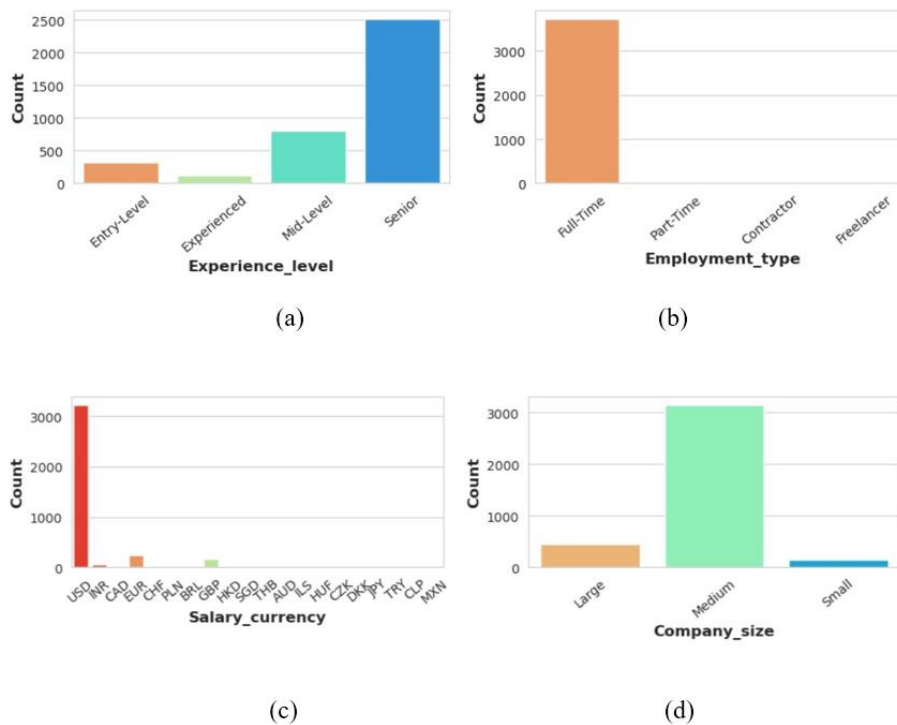 Count
2500
2000
1500
1000
500
0
Entry-Level
Experienced
Mid-Level
Senior
Experience_level
(a)
Count
3000
2000
1000
0
Full-Time
Part-Time
Contractor
Freelancer
Employment_type
(b)
Count
3000
2000
1000
0
USD
INR
CAD
EUR
CHF
PLN
BRL
GBP
HKD
SGD
THB
AUD
ILS
HUF
CZK
DKK
JPY
TRY
CLP
MXN
Salary_currency
(c)
Count
3000
2000
1000
0
Large
Medium
Small
Company_size
(d)